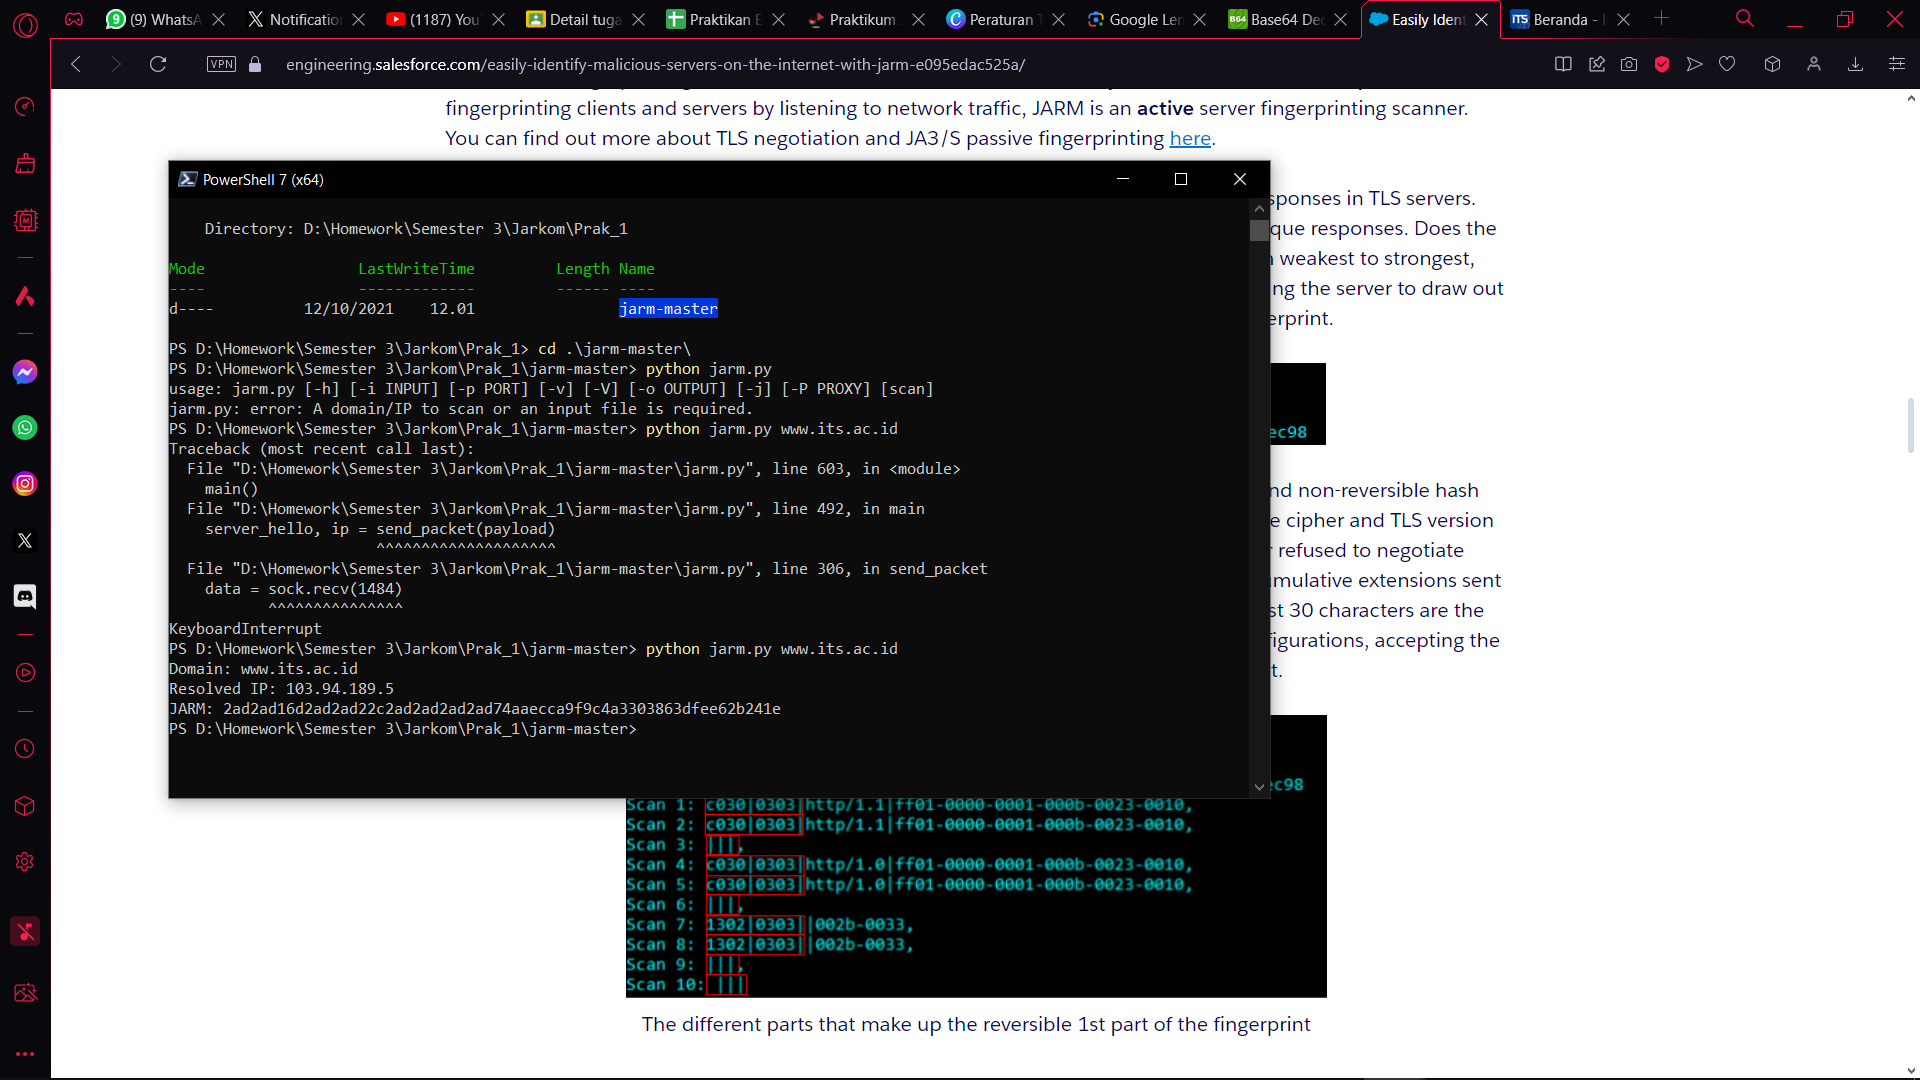 (9) WhatsA
Notification
(1187) You
Detail tuga
Praktikan E
Praktikum
Peraturan T
Google Len
B64 Base64 Dec
Easily Ident
ITS Beranda - I
VPN engineering.salesforce.com/easily-identify-malicious-servers-on-the-internet-with-jarm-e095edac525a/
fingerprinting clients and servers by listening to network traffic, JARM is an active server fingerprinting scanner.
You can find out more about TLS negotiation and JA3/S passive fingerprinting here.
PowerShell 7 (x64)
Directory: D:\Homework\Semester 3\Jarkom\Prak_1
Mode LastWriteTime Length Name
---- ------------- ------ ----
d---- 12/10/2021 12.01 jarm-master
PS D:\Homework\Semester 3\Jarkom\Prak_1> cd .\jarm-master\
PS D:\Homework\Semester 3\Jarkom\Prak_1\jarm-master> python jarm.py
usage: jarm.py [-h] [-i INPUT] [-p PORT] [-v] [-V] [-o OUTPUT] [-j] [-P PROXY] [scan]
jarm.py: error: A domain/IP to scan or an input file is required.
PS D:\Homework\Semester 3\Jarkom\Prak_1\jarm-master> python jarm.py www.its.ac.id
Traceback (most recent call last):
File "D:\Homework\Semester 3\Jarkom\Prak_1\jarm-master\jarm.py", line 603, in <module>
main()
File "D:\Homework\Semester 3\Jarkom\Prak_1\jarm-master\jarm.py", line 492, in main
server_hello, ip = send_packet(payload)
^^^^^^^^^^^^^^^^^^^^
File "D:\Homework\Semester 3\Jarkom\Prak_1\jarm-master\jarm.py", line 306, in send_packet
data = sock.recv(1484)
^^^^^^^^^^^^^^^
KeyboardInterrupt
PS D:\Homework\Semester 3\Jarkom\Prak_1\jarm-master> python jarm.py www.its.ac.id
Domain: www.its.ac.id
Resolved IP: 103.94.189.5
JARM: 2ad2ad16d2ad2ad22c2ad2ad2ad2ad74aaecca9f9c4a3303863dfee62b241e
PS D:\Homework\Semester 3\Jarkom\Prak_1\jarm-master>
sponses in TLS servers.
que responses. Does the
weakest to strongest,
ng the server to draw out
erprint.
ec98
nd non-reversible hash
e cipher and TLS version
refused to negotiate
umulative extensions sent
st 30 characters are the
figurations, accepting the
t.
ec98
Scan 1: c030|0303|http/1.1|ff01-0000-0001-000b-0023-0010,
Scan 2: c030|0303|http/1.1|ff01-0000-0001-000b-0023-0010,
Scan 3: |||,
Scan 4: c030|0303|http/1.0|ff01-0000-0001-000b-0023-0010,
Scan 5: c030|0303|http/1.0|ff01-0000-0001-000b-0023-0010,
Scan 6: |||,
Scan 7: 1302|0303||002b-0033,
Scan 8: 1302|0303||002b-0033,
Scan 9: |||,
Scan 10: |||
The different parts that make up the reversible 1st part of the fingerprint